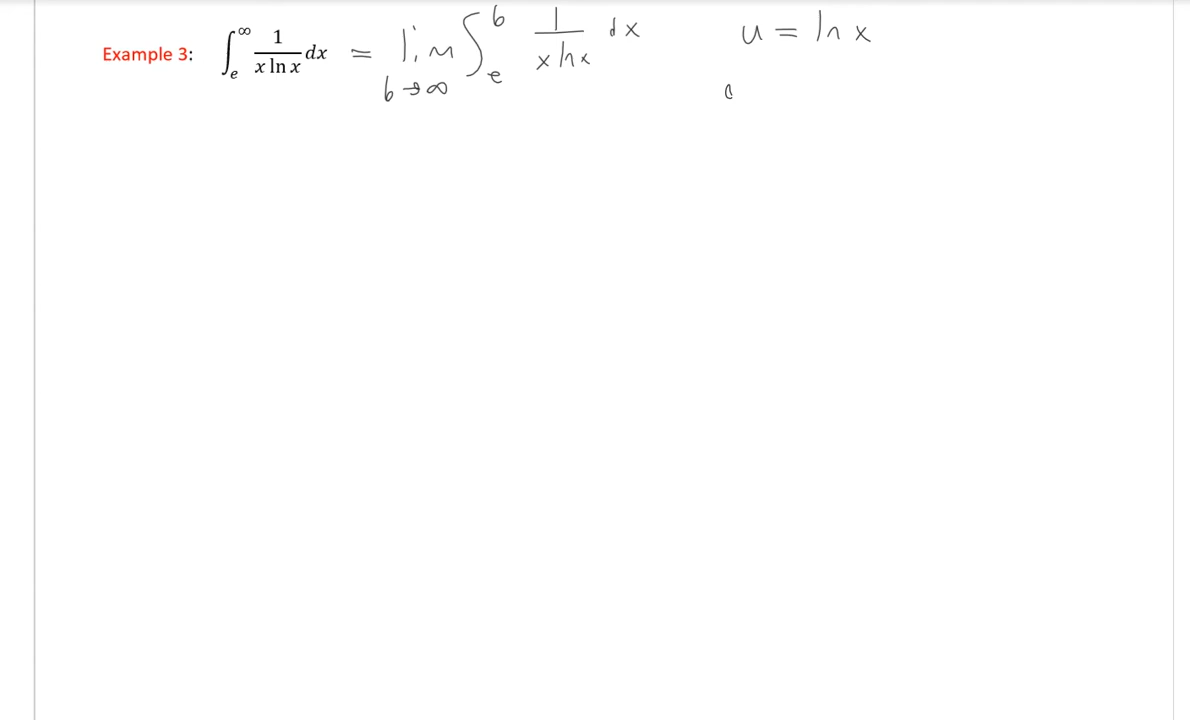 Example 3: ∫_e^∞ 1/(x ln x) dx = lim_{b→∞} ∫_e^b 1/(x ln x) dx    u = ln x